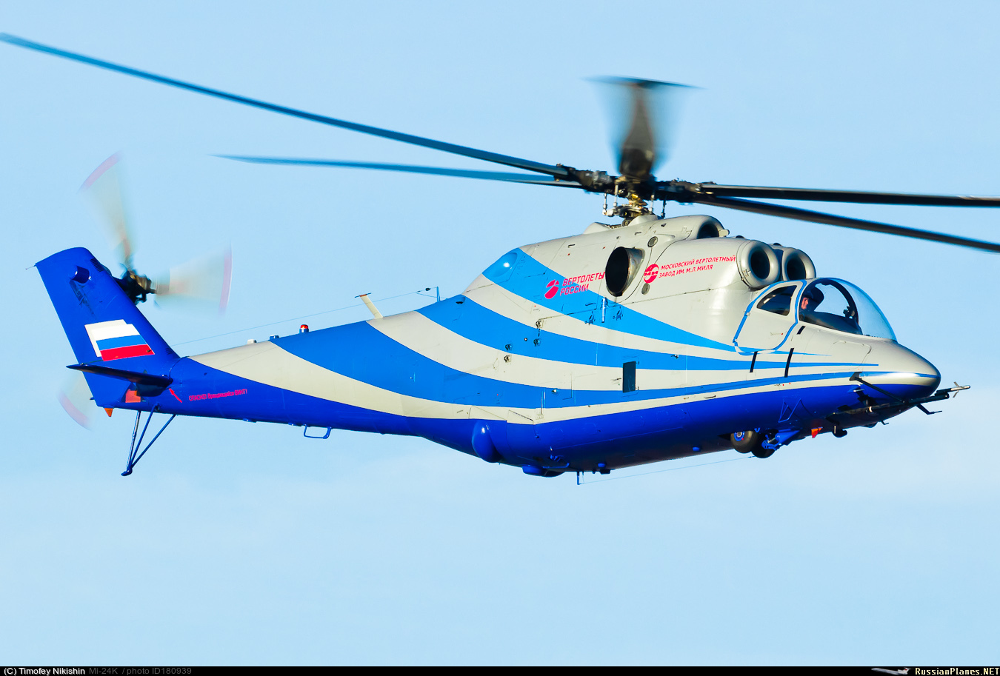 ВЕРТОЛЕТЫ
РОССИИ
МОСКОВСКИЙ ВЕРТОЛЕТНЫЙ
ЗАВОД ИМ. М.Л.МИЛЯ
(C) Timofey Nikishin Mi-24K / photo ID180939
RussianPlanes.NET